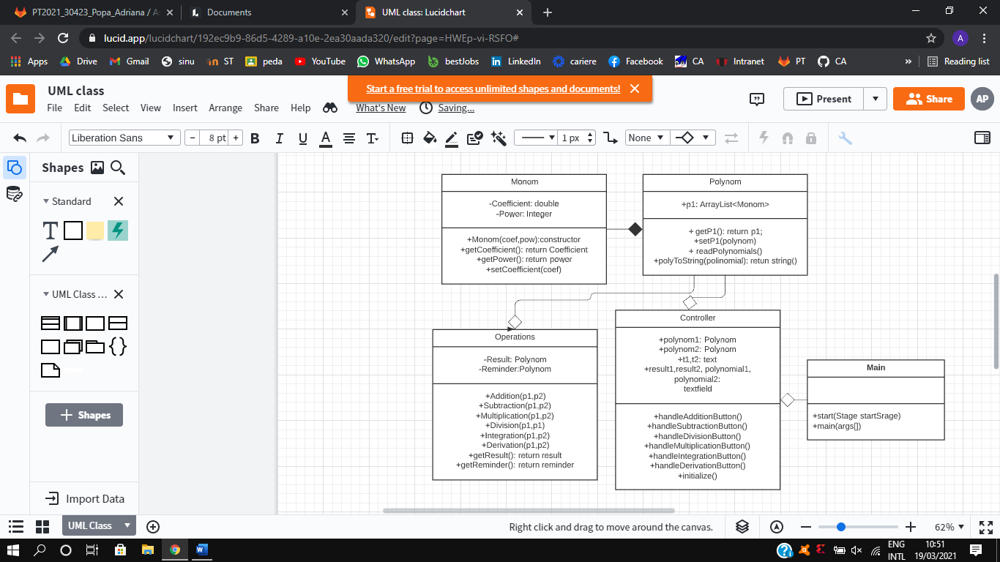 PT2021_30423_Popa_Adriana / A
Documents
UML class: Lucidchart
lucid.app/lucidchart/192ec9b9-86d5-4289-a10e-2ea30aada320/edit?page=HWEp-vi-RSFO#
A
Apps
Drive
Gmail
sinu
ST
peda
YouTube
WhatsApp
bestJobs
LinkedIn
cariere
Facebook
CA
Intranet
PT
CA
»
Reading list
UML class
Start a free trial to access unlimited shapes and documents!
File Edit Select View Insert Arrange Share Help
What's New
Saving...
Present
Share
AP
Liberation Sans
− 8 pt +
B I U A T
1 px
None
Shapes
Standard
T
UML Class ...
+ Shapes
Import Data
Monom
-Coefficient: double
-Power: Integer
+Monom(coef,pow):constructor
+getCoefficient(): return Coefficient
+getPower(): return power
+setCoefficient(coef)
Polynom
+p1: ArrayList<Monom>
+ getP1(): return p1;
+setP1(polynom)
+ readPolynomials()
+polyToString(polinomial): retun string()
Operations
-Result: Polynom
-Reminder:Polynom
+Addition(p1,p2)
+Subtraction(p1,p2)
+Multiplication(p1,p2)
+Division(p1,p1)
+Integration(p1,p2)
+Derivation(p1,p2)
+getResult(): return result
+getReminder(): return reminder
Controller
+polynom1: Polynom
+polynom2: Polynom
+t1,t2: text
+result1,result2, polynomial1,
polynomial2:
textfield
+handleAdditionButton()
+handleSubtractionButton()
+handleDivisionButton()
+handleMultiplicationButton()
+handleIntegrationButton()
+handleDerivationButton()
+initialize()
Main
+start(Stage startSrage)
+main(args[])
UML Class
Right click and drag to move around the canvas.
62%
ENG
INTL
10:51
19/03/2021